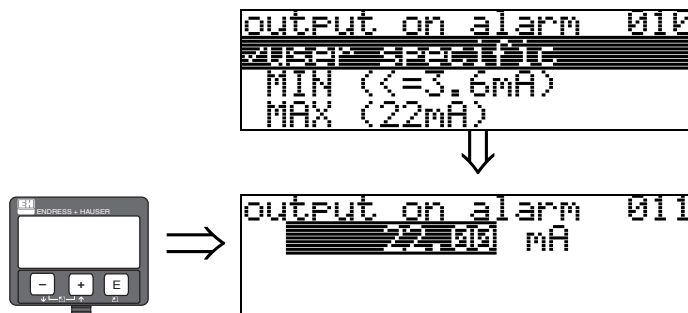 output on alarm 010
✓user specific
MIN (<=3.6mA)
MAX (22mA)
EH
ENDRESS + HAUSER
- + E
output on alarm 011
22.00 mA